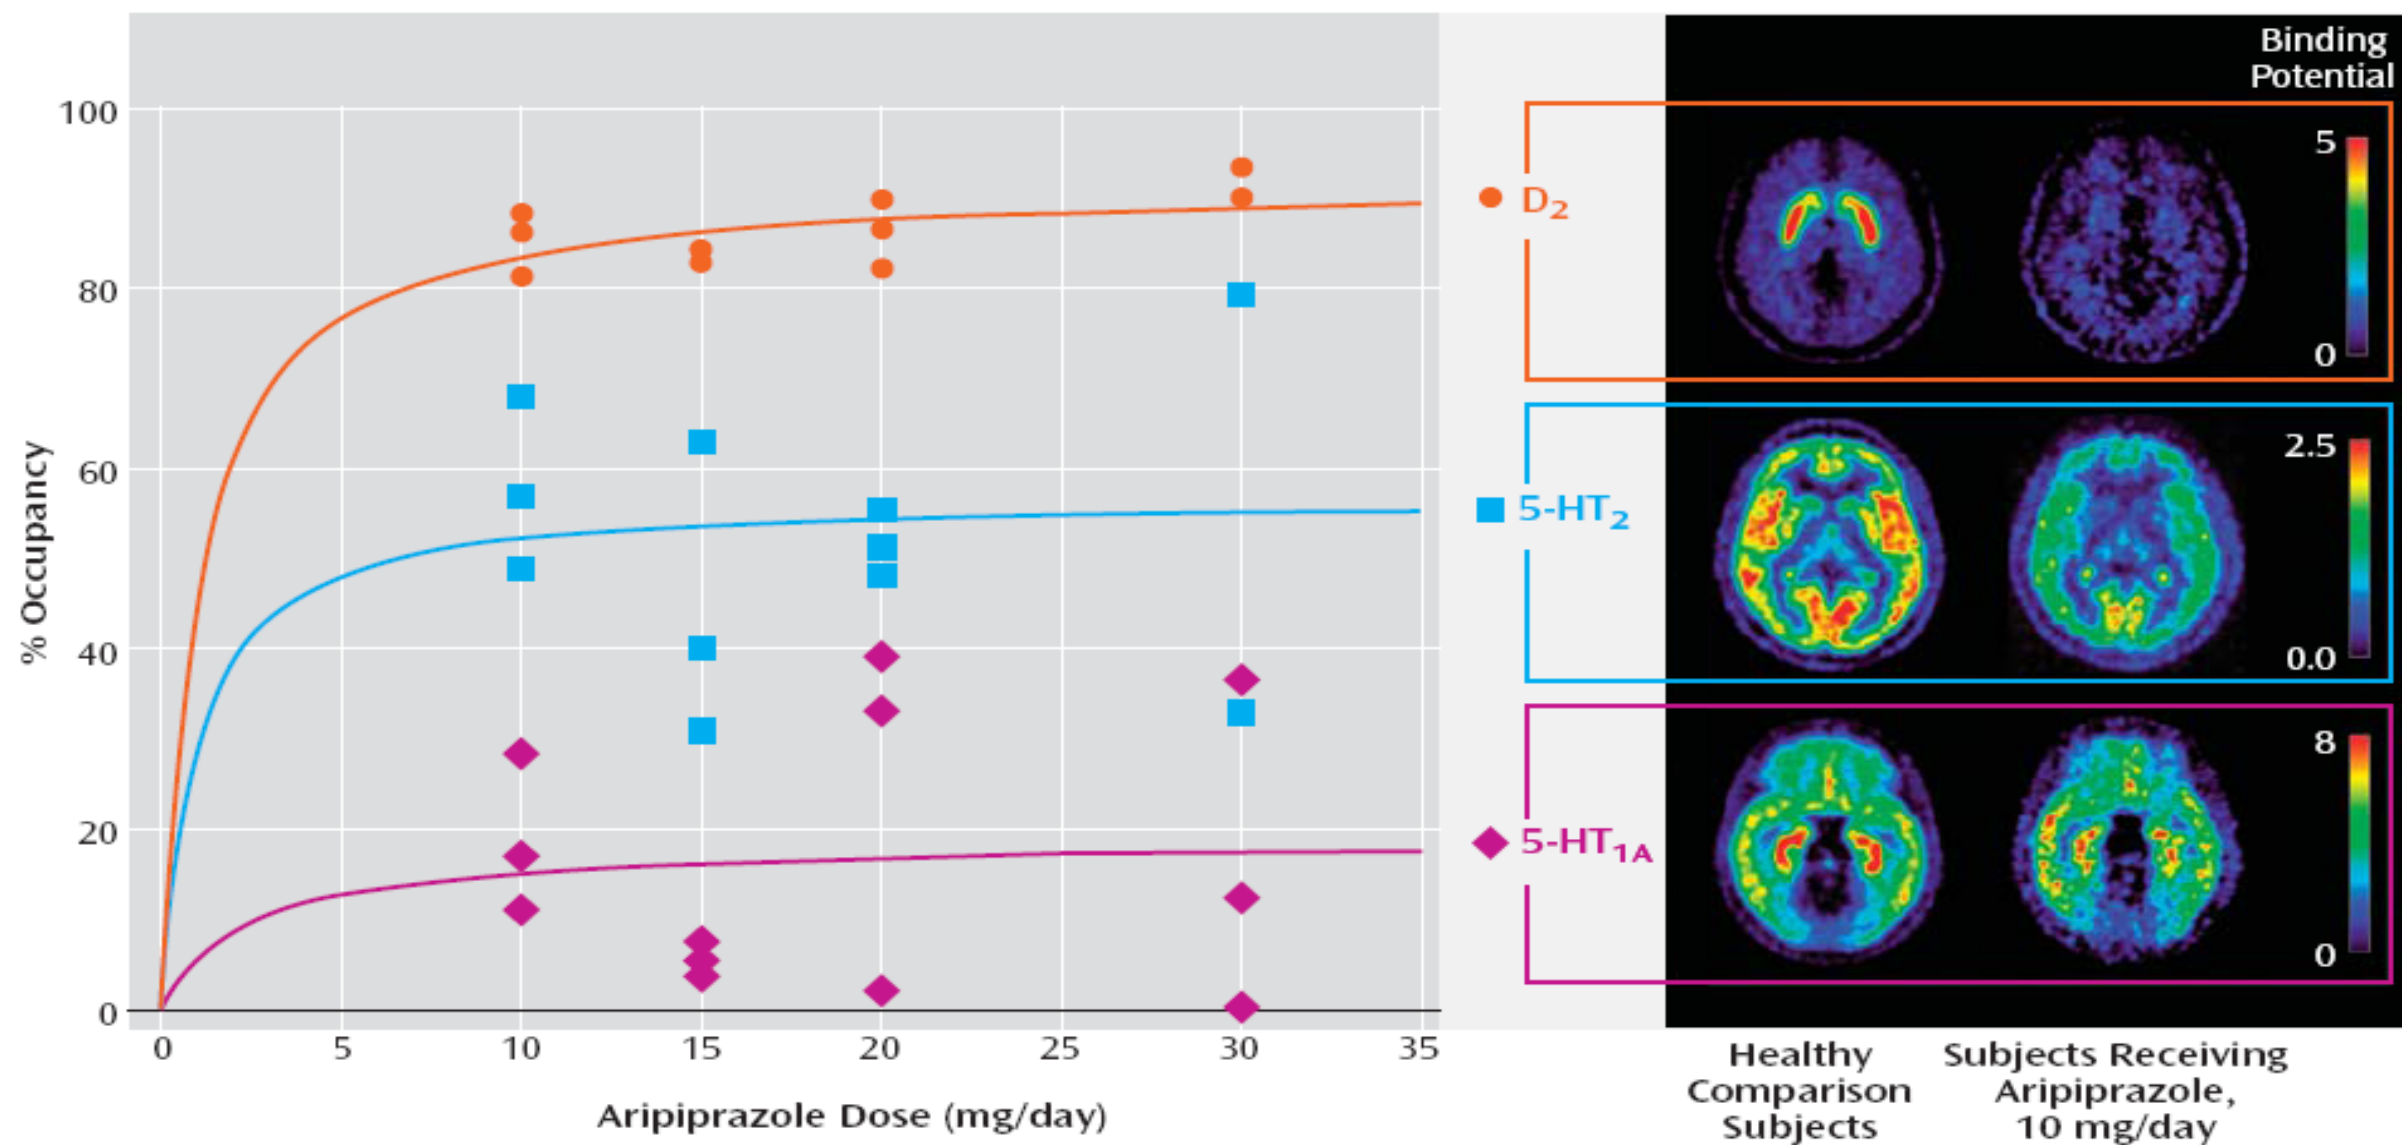 % Occupancy
100
80
60
40
20
0
0 5 10 15 20 25 30 35
Aripiprazole Dose (mg/day)
D2
5-HT2
5-HT1A
Binding
Potential
5
0
2.5
0.0
8
0
Healthy
Comparison
Subjects
Subjects Receiving
Aripiprazole,
10 mg/day